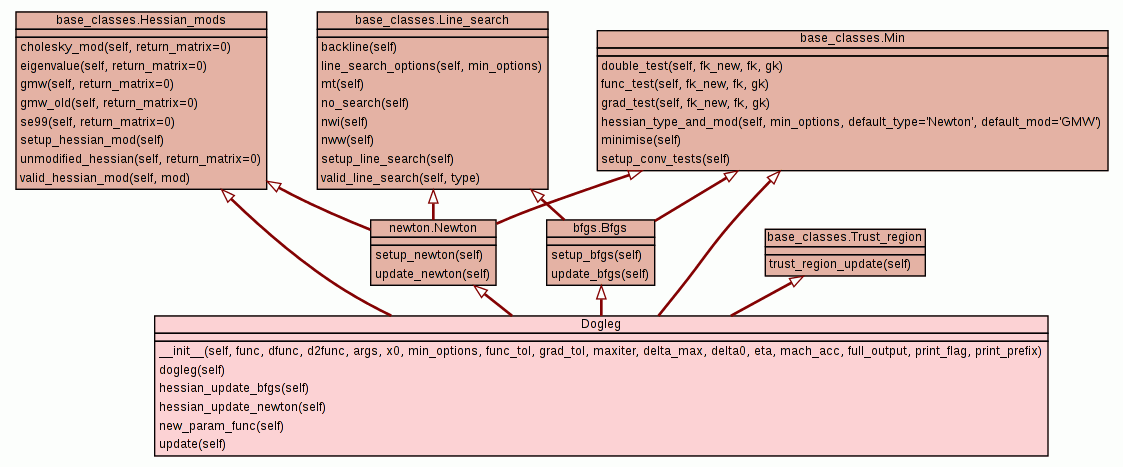 base_classes.Hessian_mods
cholesky_mod(self, return_matrix=0)
eigenvalue(self, return_matrix=0)
gmw(self, return_matrix=0)
gmw_old(self, return_matrix=0)
se99(self, return_matrix=0)
setup_hessian_mod(self)
unmodified_hessian(self, return_matrix=0)
valid_hessian_mod(self, mod)
base_classes.Line_search
backline(self)
line_search_options(self, min_options)
mt(self)
no_search(self)
nwi(self)
nww(self)
setup_line_search(self)
valid_line_search(self, type)
base_classes.Min
double_test(self, fk_new, fk, gk)
func_test(self, fk_new, fk, gk)
grad_test(self, fk_new, fk, gk)
hessian_type_and_mod(self, min_options, default_type='Newton', default_mod='GMW')
minimise(self)
setup_conv_tests(self)
newton.Newton
setup_newton(self)
update_newton(self)
bfgs.Bfgs
setup_bfgs(self)
update_bfgs(self)
base_classes.Trust_region
trust_region_update(self)
Dogleg
__init__(self, func, dfunc, d2func, args, x0, min_options, func_tol, grad_tol, maxiter, delta_max, delta0, eta, mach_acc, full_output, print_flag, print_prefix)
dogleg(self)
hessian_update_bfgs(self)
hessian_update_newton(self)
new_param_func(self)
update(self)